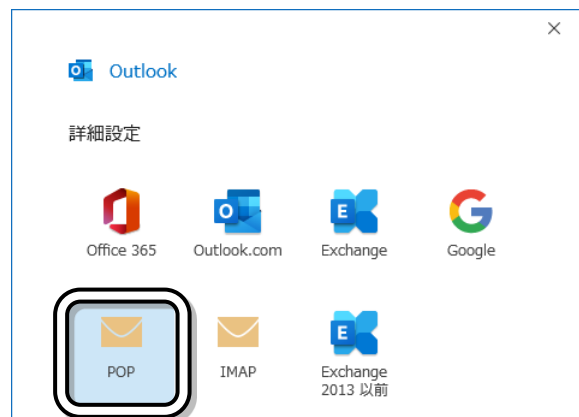 Outlook
詳細設定
Office 365
Outlook.com
Exchange
Google
POP
IMAP
Exchange
2013 以前